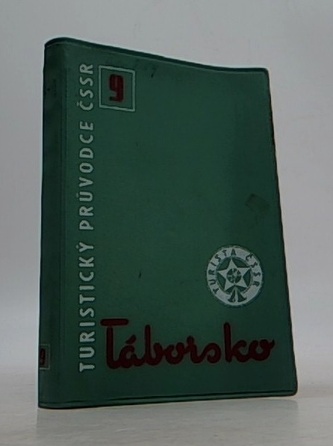 TURISTICKÝ PRŮVODCE ČSSR
9
TURISTA ČSSR
Táborsko
9